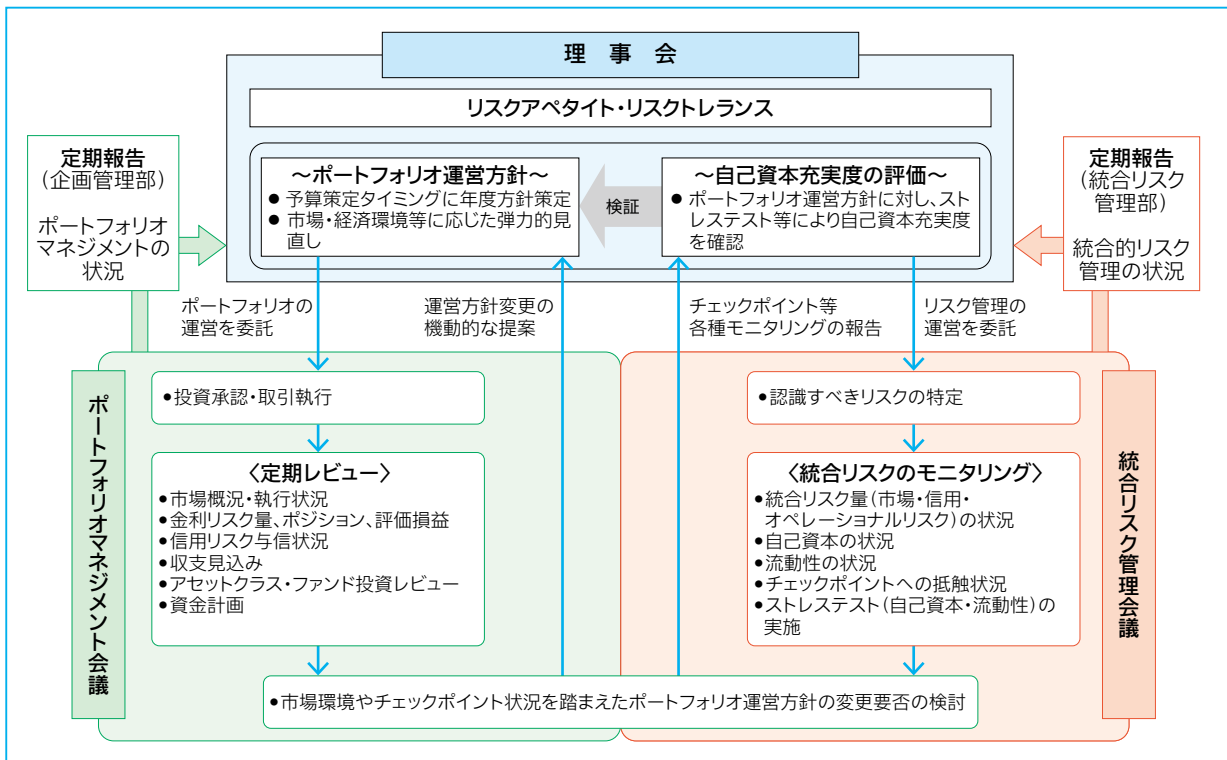 理 事 会
リスクアペタイト・リスクトレランス
定期報告
(企画管理部)
ポートフォリオ
マネジメントの
状況
~ポートフォリオ運営方針~
● 予算策定タイミングに年度方針策定
● 市場・経済環境等に応じた弾力的見
直し
検証
~自己資本充実度の評価~
● ポートフォリオ運営方針に対し、スト
レステスト等により自己資本充実度
を確認
定期報告
(統合リスク
管理部)
統合的リスク
管理の状況
ポートフォリオの
運営を委託
運営方針変更の
機動的な提案
チェックポイント等
各種モニタリングの報告
リスク管理の
運営を委託
ポートフォリオマネジメント会議
●投資承認・取引執行
〈定期レビュー〉
●市場概況・執行状況
●金利リスク量、ポジション、評価損益
●信用リスク与信状況
●収支見込み
●アセットクラス・ファンド投資レビュー
●資金計画
●認識すべきリスクの特定
〈統合リスクのモニタリング〉
●統合リスク量(市場・信用・
オペレーショナルリスク)の状況
●自己資本の状況
●流動性の状況
●チェックポイントへの抵触状況
●ストレステスト(自己資本・流動性)の
実施
統合リスク管理会議
●市場環境やチェックポイント状況を踏まえたポートフォリオ運営方針の変更要否の検討